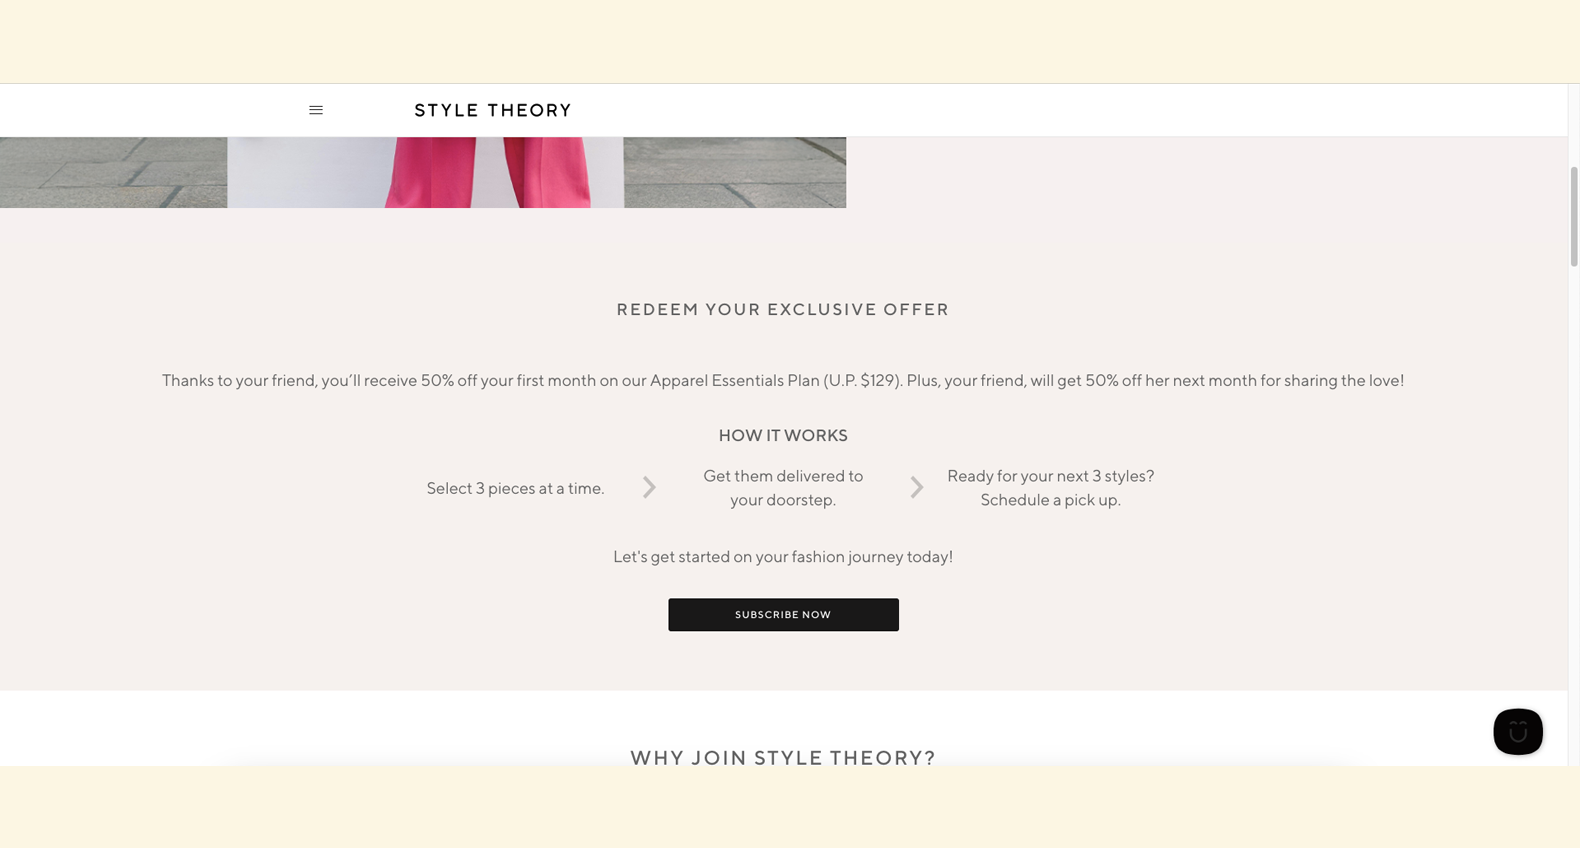 STYLE THEORY
REDEEM YOUR EXCLUSIVE OFFER
Thanks to your friend, you’ll receive 50% off your first month on our Apparel Essentials Plan (U.P. $129). Plus, your friend, will get 50% off her next month for sharing the love!
HOW IT WORKS
Select 3 pieces at a time.
Get them delivered to
your doorstep.
Ready for your next 3 styles?
Schedule a pick up.
Let's get started on your fashion journey today!
SUBSCRIBE NOW
WHY JOIN STYLE THEORY?